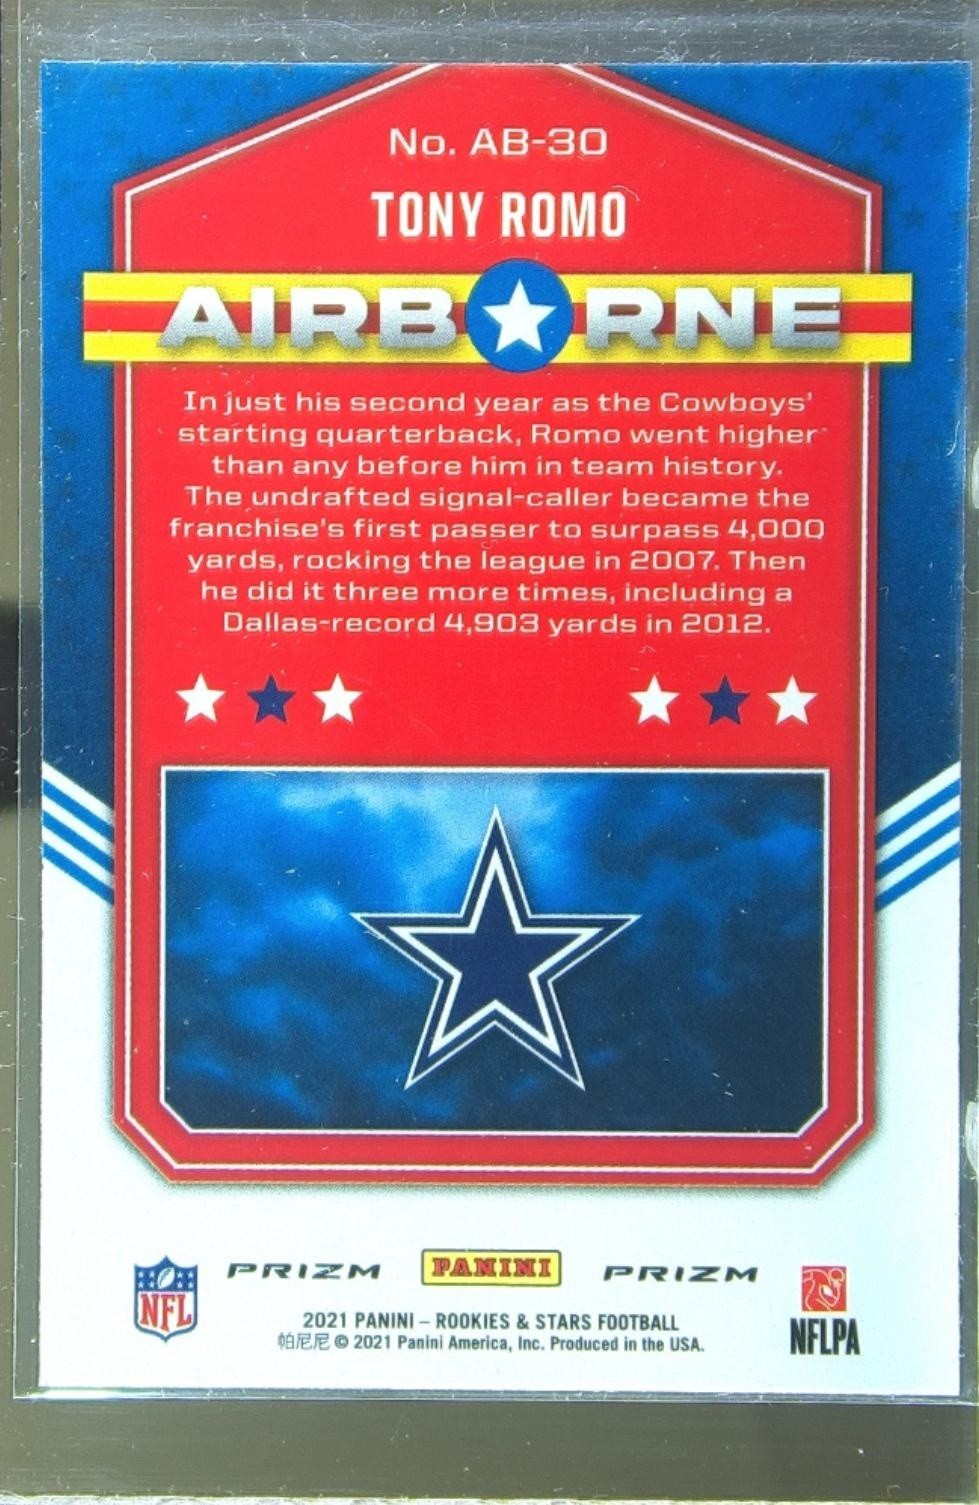 No. AB-30
TONY ROMO
AIRB RNE
In just his second year as the Cowboys'
starting quarterback, Romo went higher
than any before him in team history.
The undrafted signal-caller became the
franchise's first passer to surpass 4,000
yards, rocking the league in 2007. Then
he did it three more times, including a
Dallas-record 4,903 yards in 2012.
NFL PRIZM PANINI PRIZM
2021 PANINI – ROOKIES & STARS FOOTBALL
帕尼尼 © 2021 Panini America, Inc. Produced in the USA.
NFLPA